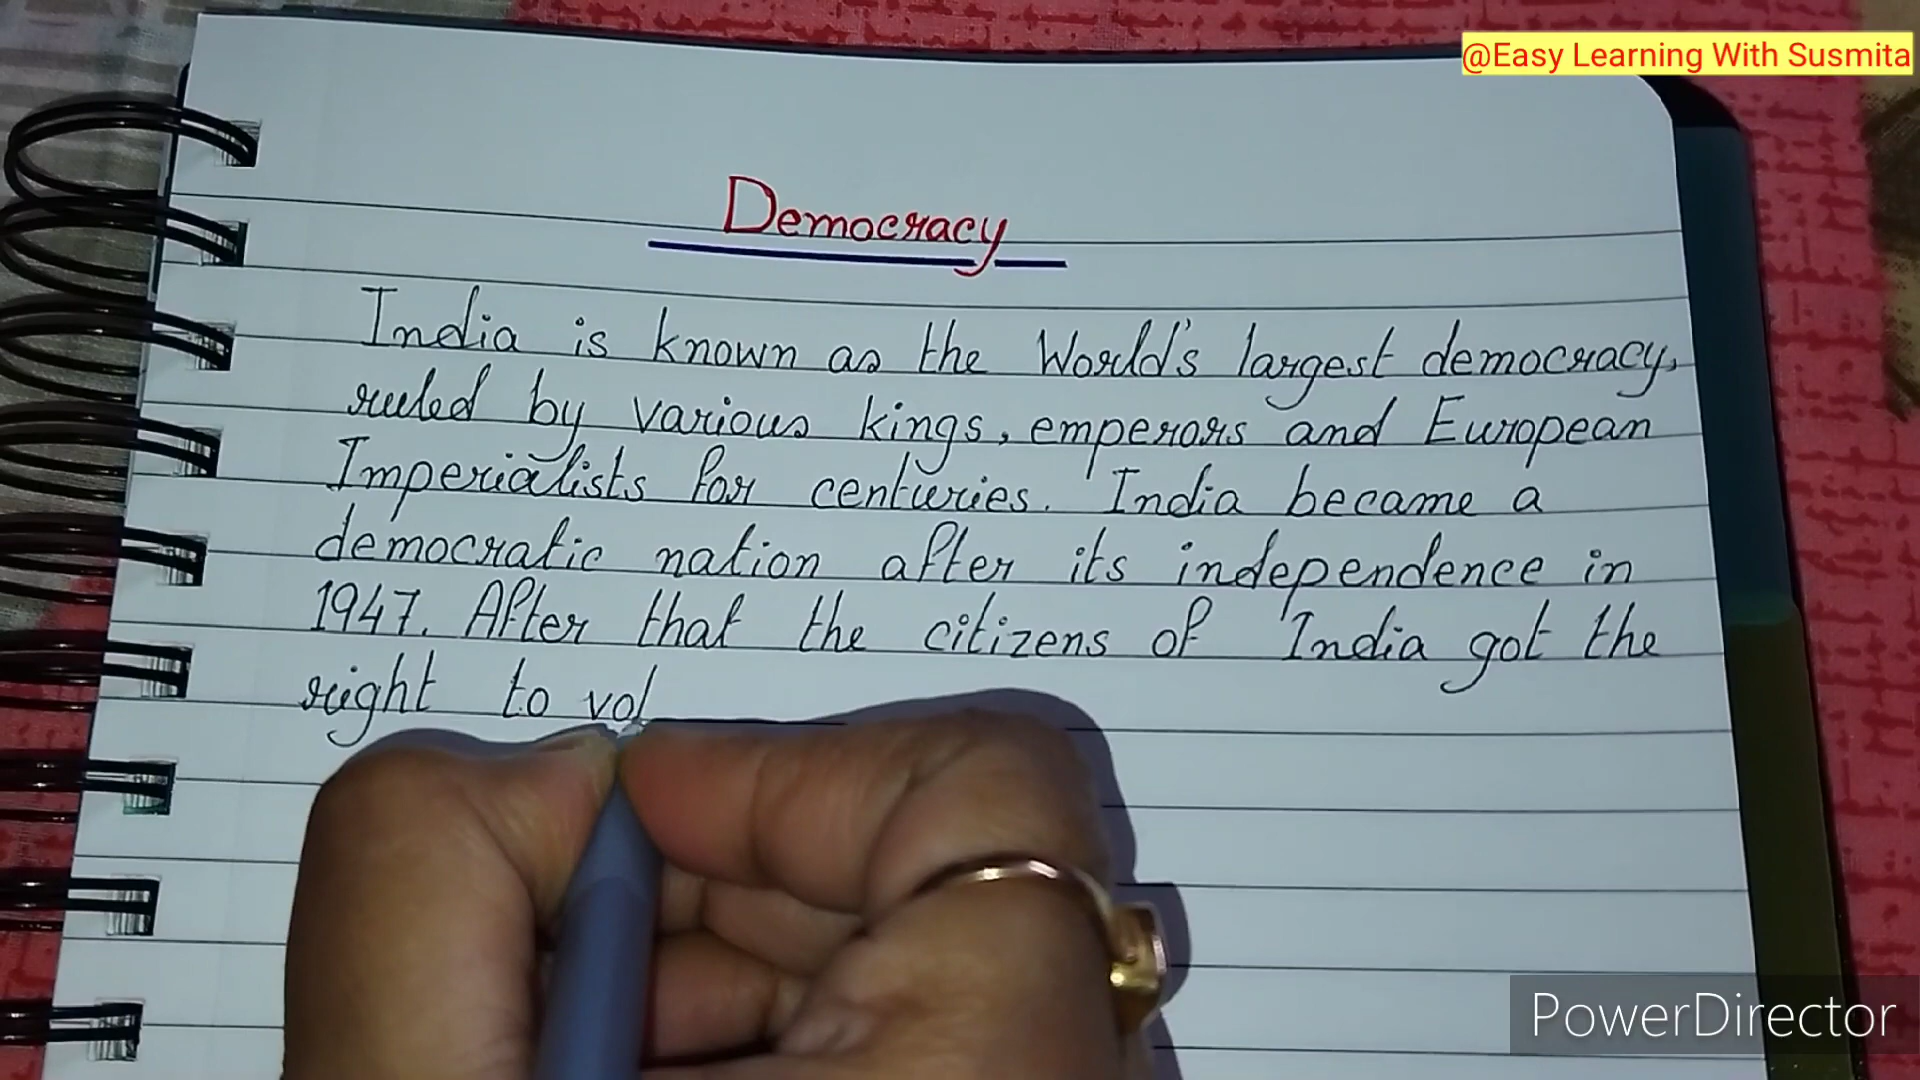 @Easy Learning With Susmita
Democracy
India is known as the World's largest democracy,
ruled by various kings, emperors and European
Imperialists for centuries. India became a
democratic nation after its independence in
1947. After that the citizens of India got the
right to vot
PowerDirector